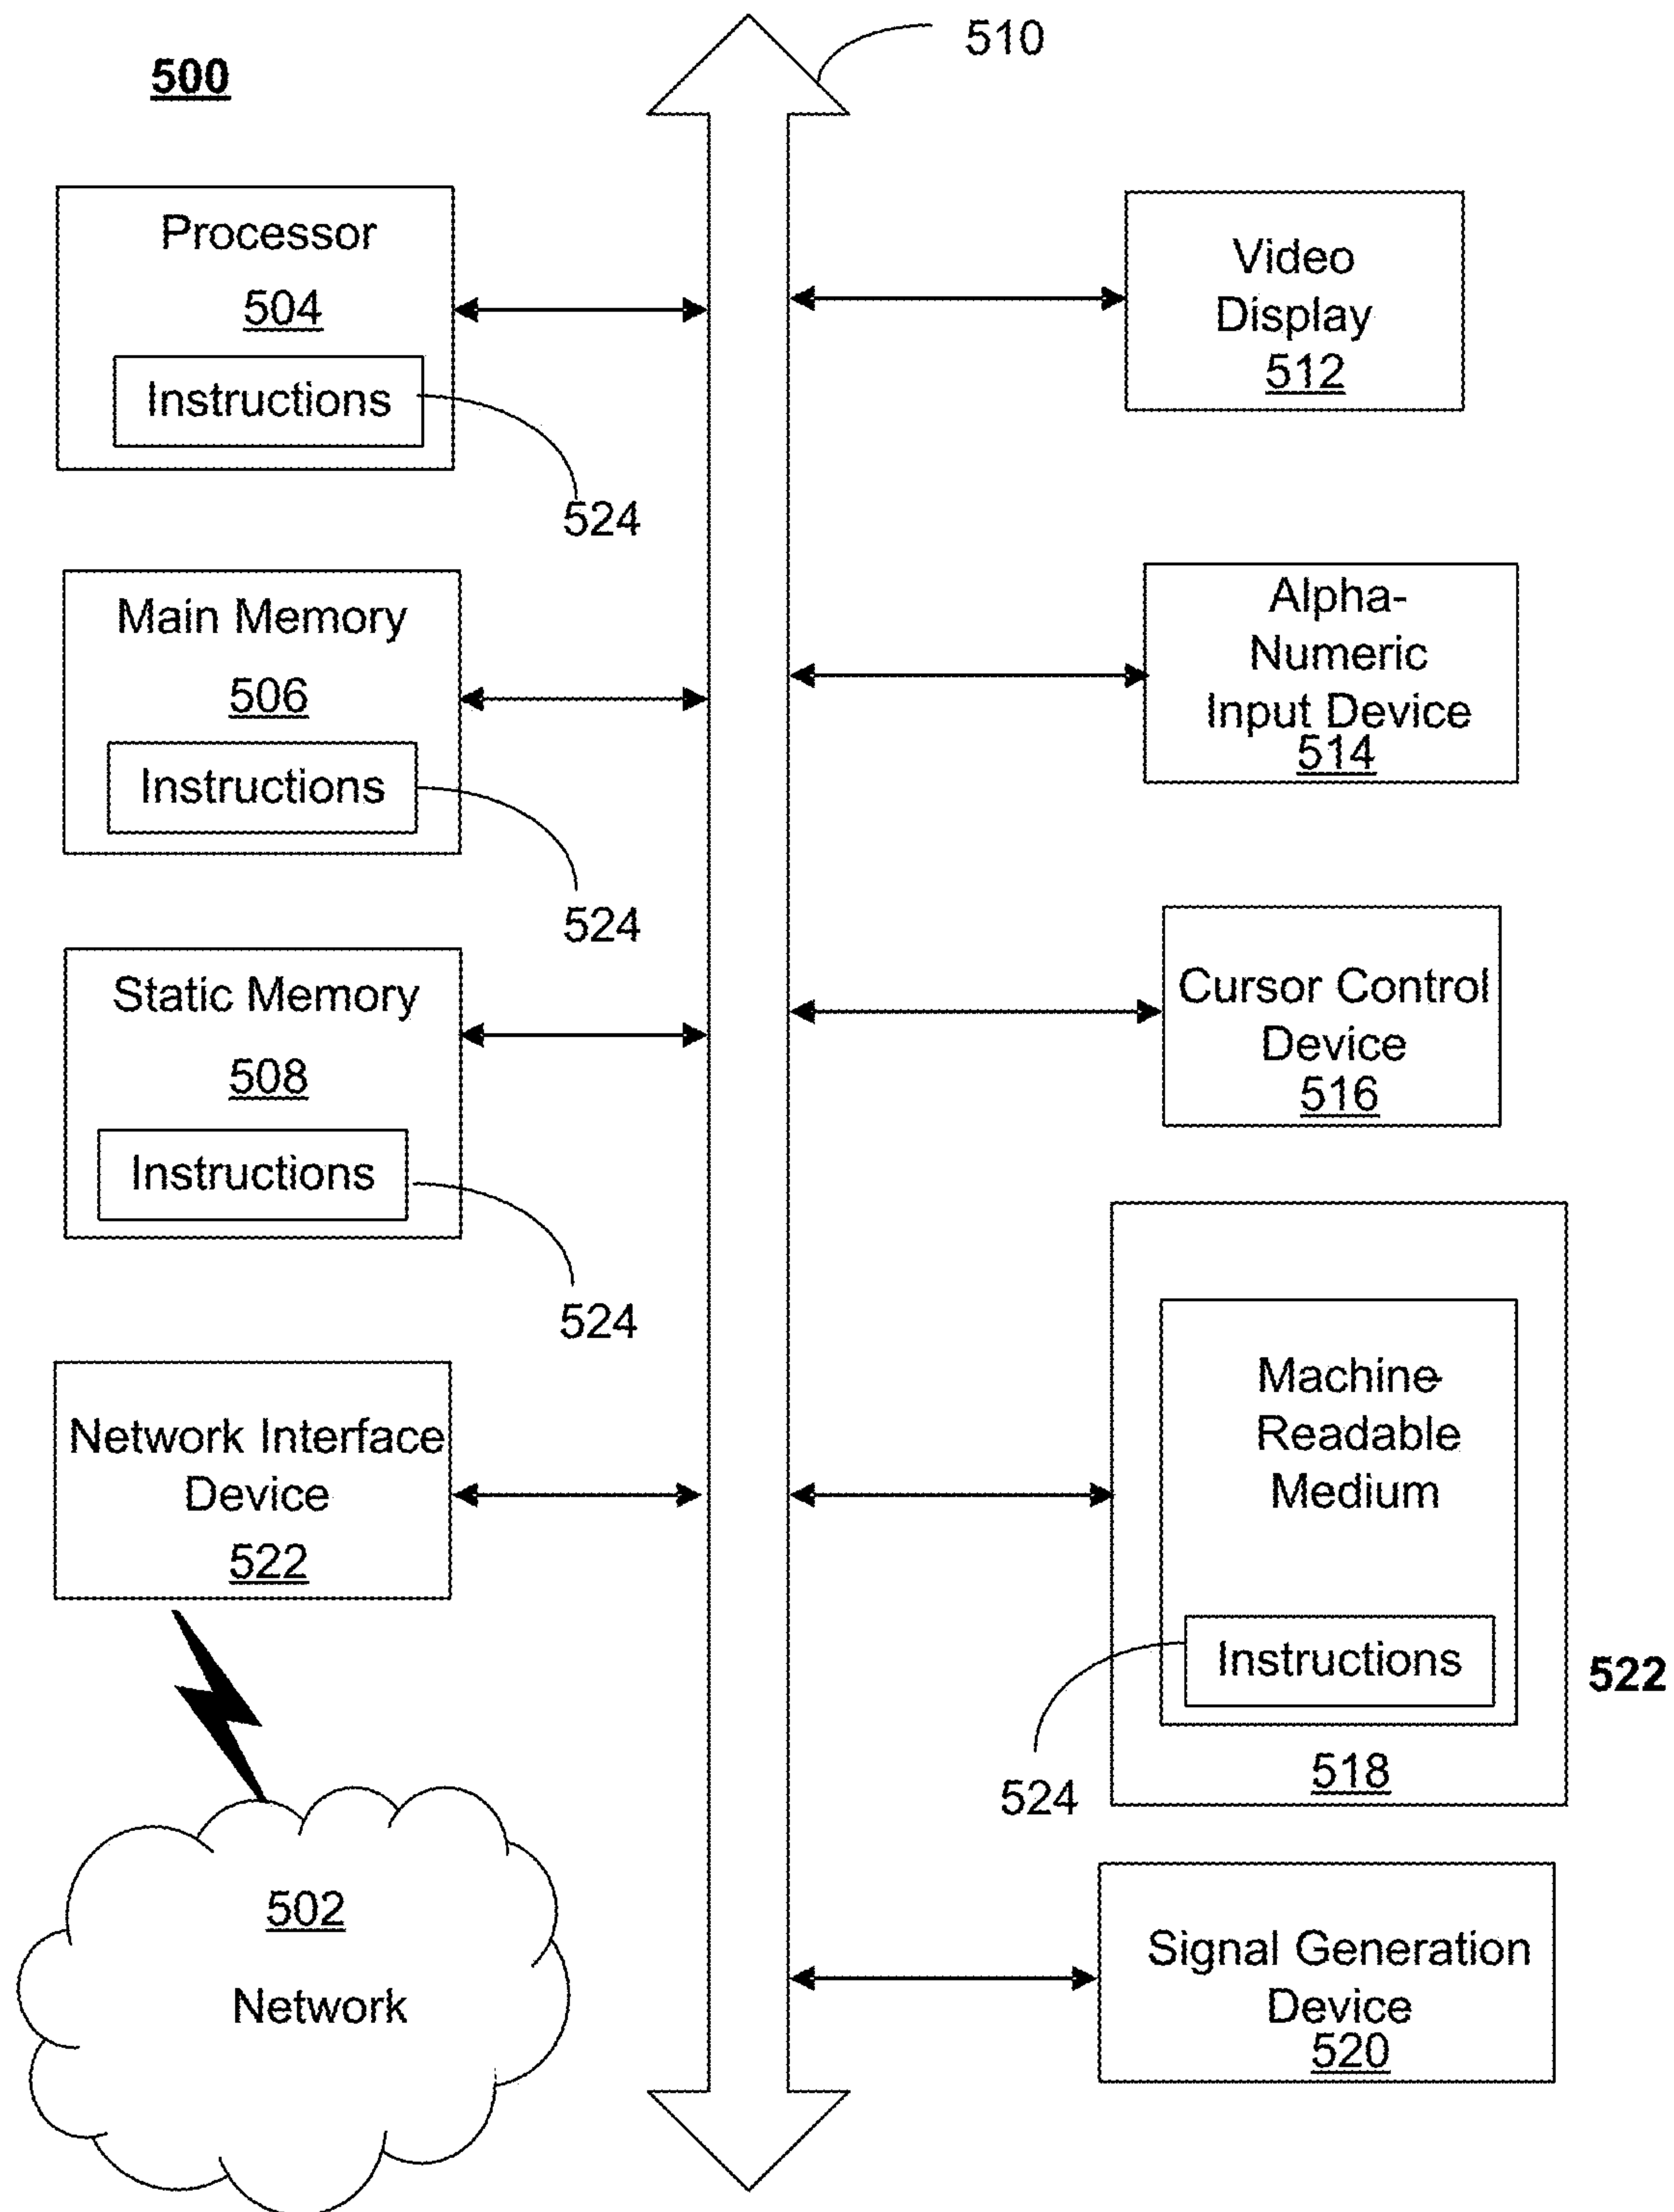 500
510
Processor
504
Instructions
524
Main Memory
506
Instructions
524
Static Memory
508
Instructions
524
Network Interface
Device
522
502
Network
Video
Display
512
Alpha-
Numeric
Input Device
514
Cursor Control
Device
516
Machine-
Readable
Medium
Instructions
522
518
524
Signal Generation
Device
520